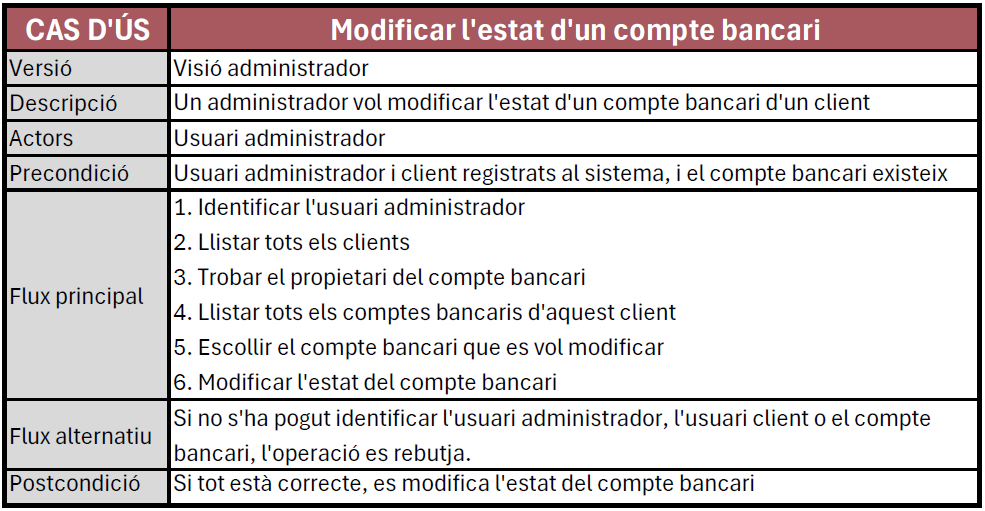 CAS D'ÚS
Modificar l'estat d'un compte bancari
Versió
Visió administrador
Descripció
Un administrador vol modificar l'estat d'un compte bancari d'un client
Actors
Usuari administrador
Precondició
Usuari administrador i client registrats al sistema, i el compte bancari existeix
Flux principal
1. Identificar l'usuari administrador
2. Llistar tots els clients
3. Trobar el propietari del compte bancari
4. Llistar tots els comptes bancaris d'aquest client
5. Escollir el compte bancari que es vol modificar
6. Modificar l'estat del compte bancari
Flux alternatiu
Si no s'ha pogut identificar l'usuari administrador, l'usuari client o el compte
bancari, l'operació es rebutja.
Postcondició
Si tot està correcte, es modifica l'estat del compte bancari